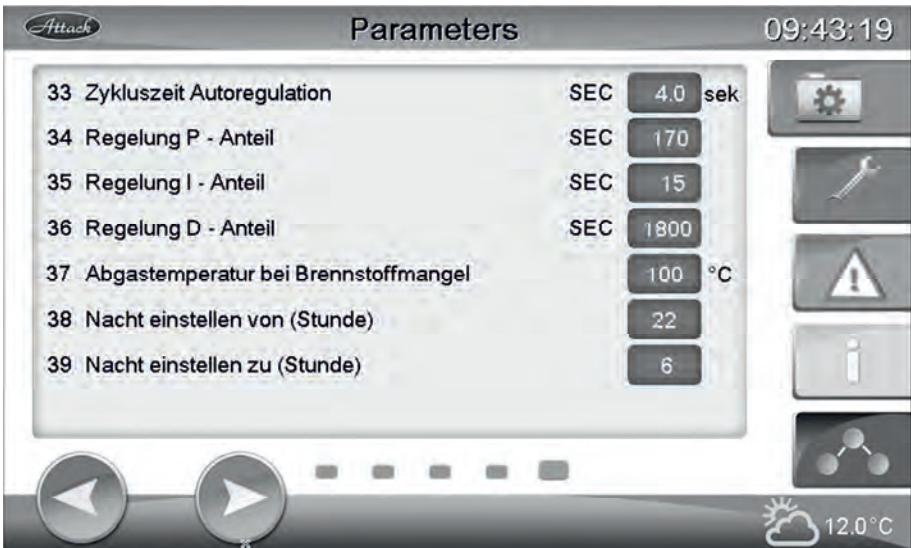 Attack
Parameters
09:43:19
33 Zykluszeit Autoregulation SEC 4.0 sek
34 Regelung P - Anteil SEC 170
35 Regelung I - Anteil SEC 15
36 Regelung D - Anteil SEC 1800
37 Abgastemperatur bei Brennstoffmangel 100 °C
38 Nacht einstellen von (Stunde) 22
39 Nacht einstellen zu (Stunde) 6
12.0°C